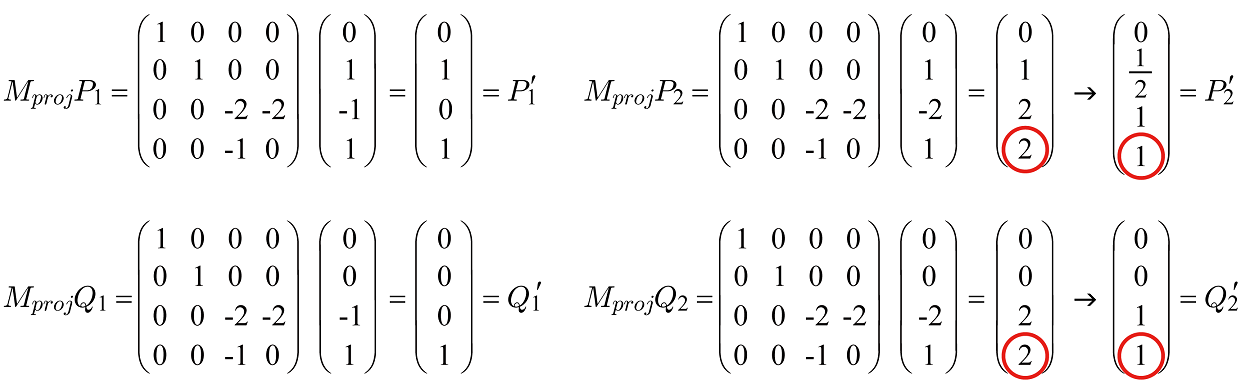 M_proj P_1 = ( 1 0 0 0 ; 0 1 0 0 ; 0 0 -2 -2 ; 0 0 -1 0 ) ( 0 ; 1 ; -1 ; 1 ) = ( 0 ; 1 ; 0 ; 1 ) = P_1′
M_proj P_2 = ( 1 0 0 0 ; 0 1 0 0 ; 0 0 -2 -2 ; 0 0 -1 0 ) ( 0 ; 1 ; -2 ; 1 ) = ( 0 ; 1 ; 2 ; 2 ) → ( 0 ; 1/2 ; 1 ; 1 ) = P_2′
M_proj Q_1 = ( 1 0 0 0 ; 0 1 0 0 ; 0 0 -2 -2 ; 0 0 -1 0 ) ( 0 ; 0 ; -1 ; 1 ) = ( 0 ; 0 ; 0 ; 1 ) = Q_1′
M_proj Q_2 = ( 1 0 0 0 ; 0 1 0 0 ; 0 0 -2 -2 ; 0 0 -1 0 ) ( 0 ; 0 ; -2 ; 1 ) = ( 0 ; 0 ; 2 ; 2 ) → ( 0 ; 0 ; 1 ; 1 ) = Q_2′